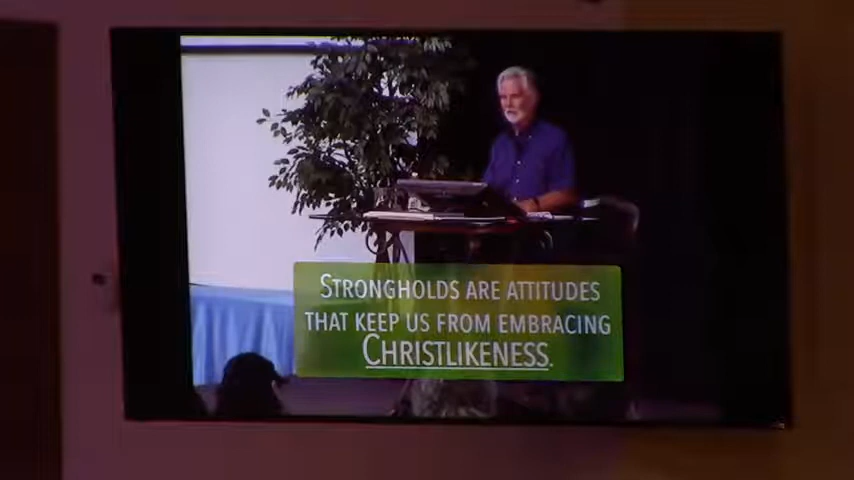 Strongholds are attitudes
that keep us from embracing
Christlikeness.